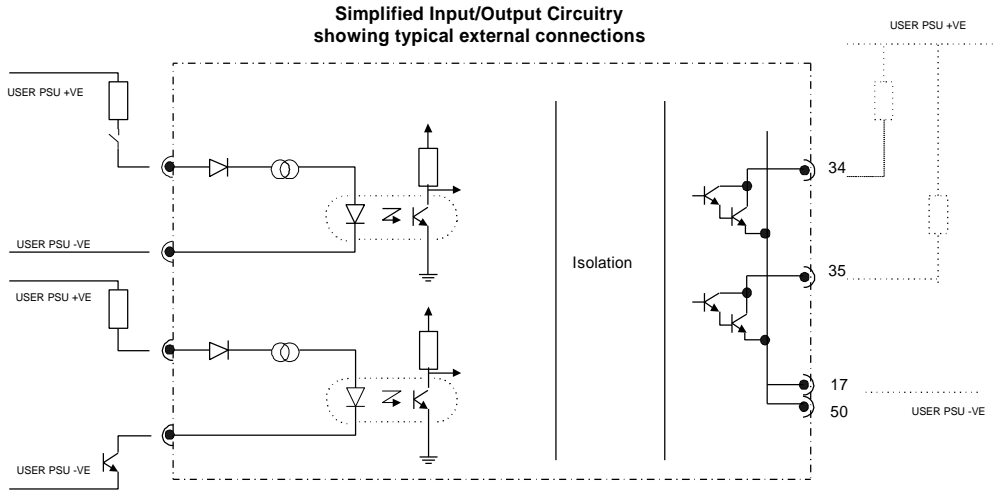 Simplified Input/Output Circuitry
showing typical external connections
USER PSU +VE
USER PSU +VE
34
USER PSU -VE
Isolation
35
USER PSU +VE
17
50
USER PSU -VE
USER PSU -VE